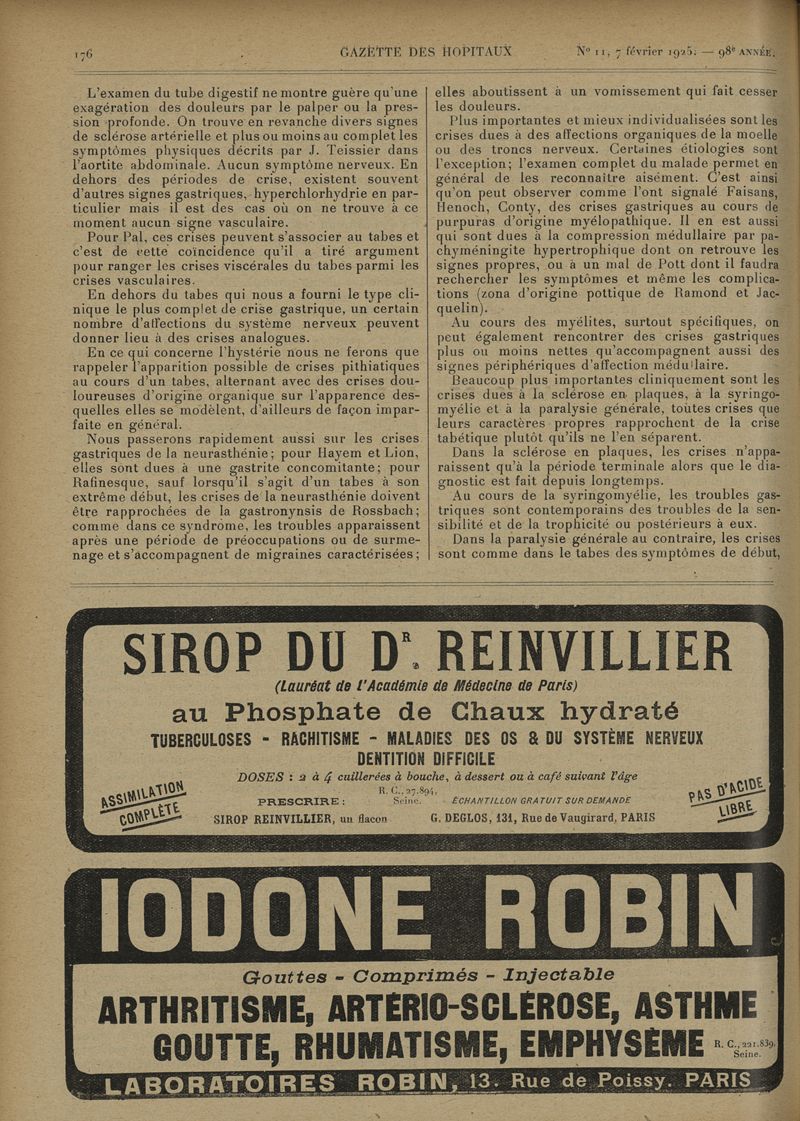 176
GAZETTE DES HOPITAUX
No 11, 7 février 1925. — 98e ANNÉE.
L'examen du tube digestif ne montre guère qu'une
exagération des douleurs par le palper ou la pres-
sion profonde. On trouve en revanche divers signes
de sclérose artérielle et plus ou moins au complet les
symptômes physiques décrits par J. Teissier dans
l'aortite abdominale. Aucun symptôme nerveux. En
dehors des périodes de crise, existent souvent
d'autres signes gastriques, hyperchlorhydrie en par-
ticulier mais il est des cas où on ne trouve à ce
moment aucun signe vasculaire.
Pour Pal, ces crises peuvent s'associer au tabes et
c'est de cette coïncidence qu'il a tiré argument
pour ranger les crises viscérales du tabes parmi les
crises vasculaires.
En dehors du tabes qui nous a fourni le type cli-
nique le plus complet de crise gastrique, un certain
nombre d'affections du système nerveux peuvent
donner lieu à des crises analogues.
En ce qui concerne l'hystérie nous ne ferons que
rappeler l'apparition possible de crises pithiatiques
au cours d'un tabes, alternant avec des crises dou-
loureuses d'origine organique sur l'apparence des-
quelles elles se modèlent, d'ailleurs de façon impar-
faite en général.
Nous passerons rapidement aussi sur les crises
gastriques de la neurasthénie; pour Hayem et Lion,
elles sont dues à une gastrite concomitante; pour
Rafinesque, sauf lorsqu'il s'agit d'un tabes à son
extrême début, les crises de la neurasthénie doivent
être rapprochées de la gastronynsis de Rossbach;
comme dans ce syndrome, les troubles apparaissent
après une période de préoccupations ou de surme-
nage et s'accompagnent de migraines caractérisées;
elles aboutissent à un vomissement qui fait cesser
les douleurs.
Plus importantes et mieux individualisées sont les
crises dues à des affections organiques de la moelle
ou des troncs nerveux. Certaines étiologies sont
l'exception; l'examen complet du malade permet en
général de les reconnaître aisément. C'est ainsi
qu'on peut observer comme l'ont signalé Faisans,
Henoch, Conty, des crises gastriques au cours de
purpuras d'origine myélopathique. Il en est aussi
qui sont dues à la compression médullaire par pa-
chyméningite hypertrophique dont on retrouve les
signes propres, ou à un mal de Pott dont il faudra
rechercher les symptômes et même les complica-
tions (zona d'origine pottique de Ramond et Jac-
quelin).
Au cours des myélites, surtout spécifiques, on
peut également rencontrer des crises gastriques
plus ou moins nettes qu'accompagnent aussi des
signes périphériques d'affection médullaire.
Beaucoup plus importantes cliniquement sont les
crises dues à la sclérose en plaques, à la syringo-
myélie et à la paralysie générale, toutes crises que
leurs caractères propres rapprochent de la crise
tabétique plutôt qu'ils ne l'en séparent.
Dans la sclérose en plaques, les crises n'appa-
raissent qu'à la période terminale alors que le dia-
gnostic est fait depuis longtemps.
Au cours de la syringomyélie, les troubles gas-
triques sont contemporains des troubles de la sen-
sibilité et de la trophicité ou postérieurs à eux.
Dans la paralysie générale au contraire, les crises
sont comme dans le tabes des symptômes de début,
SIROP DU DR. REINVILLIER
(Lauréat de l'Académie de Médecine de Paris)
au Phosphate de Chaux hydraté
TUBERCULOSES - RACHITISME - MALADIES DES OS & DU SYSTÈME NERVEUX
DENTITION DIFFICILE
DOSES : 2 à 4 cuillerées à bouche, à dessert ou à café suivant l'âge
ASSIMILATION
COMPLÈTE
PRESCRIRE :
R. C., 27.894,
Seine.
ÉCHANTILLON GRATUIT SUR DEMANDE
PAS D'ACIDE
LIBRE
SIROP REINVILLIER, un flacon
G. DEGLOS, 131, Rue de Vaugirard, PARIS
IODONE ROBIN
Gouttes - Comprimés - Injectable
ARTHRITISME, ARTÉRIO-SCLÉROSE, ASTHME
GOUTTE, RHUMATISME, EMPHYSÈME
R. C., 221.839.
Seine.
LABORATOIRES ROBIN, 13. Rue de Poissy. PARIS